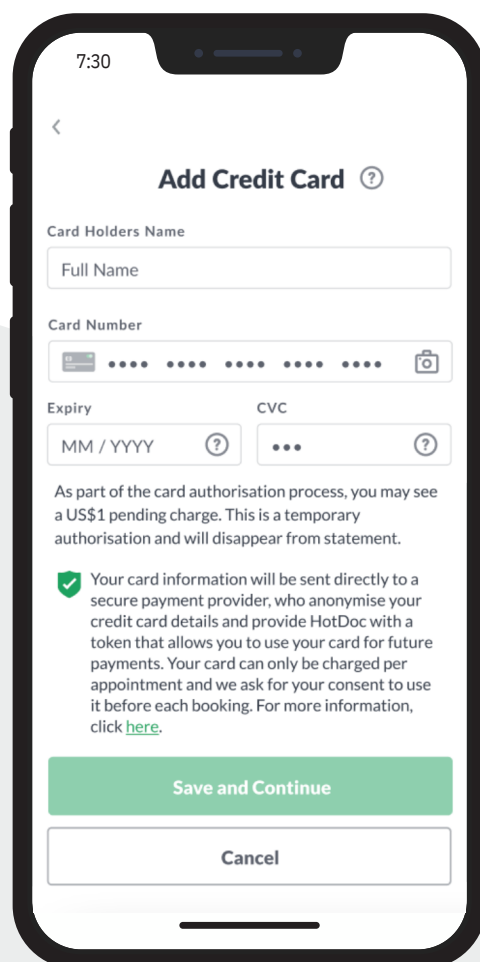 7:30
Add Credit Card ?
Card Holders Name
Full Name
Card Number
•••• •••• •••• •••• ••••
Expiry CVC
MM / YYYY ? ••• ?
As part of the card authorisation process, you may see
a US$1 pending charge. This is a temporary
authorisation and will disappear from statement.
Your card information will be sent directly to a
secure payment provider, who anonymise your
credit card details and provide HotDoc with a
token that allows you to use your card for future
payments. Your card can only be charged per
appointment and we ask for your consent to use
it before each booking. For more information,
click here.
Save and Continue
Cancel